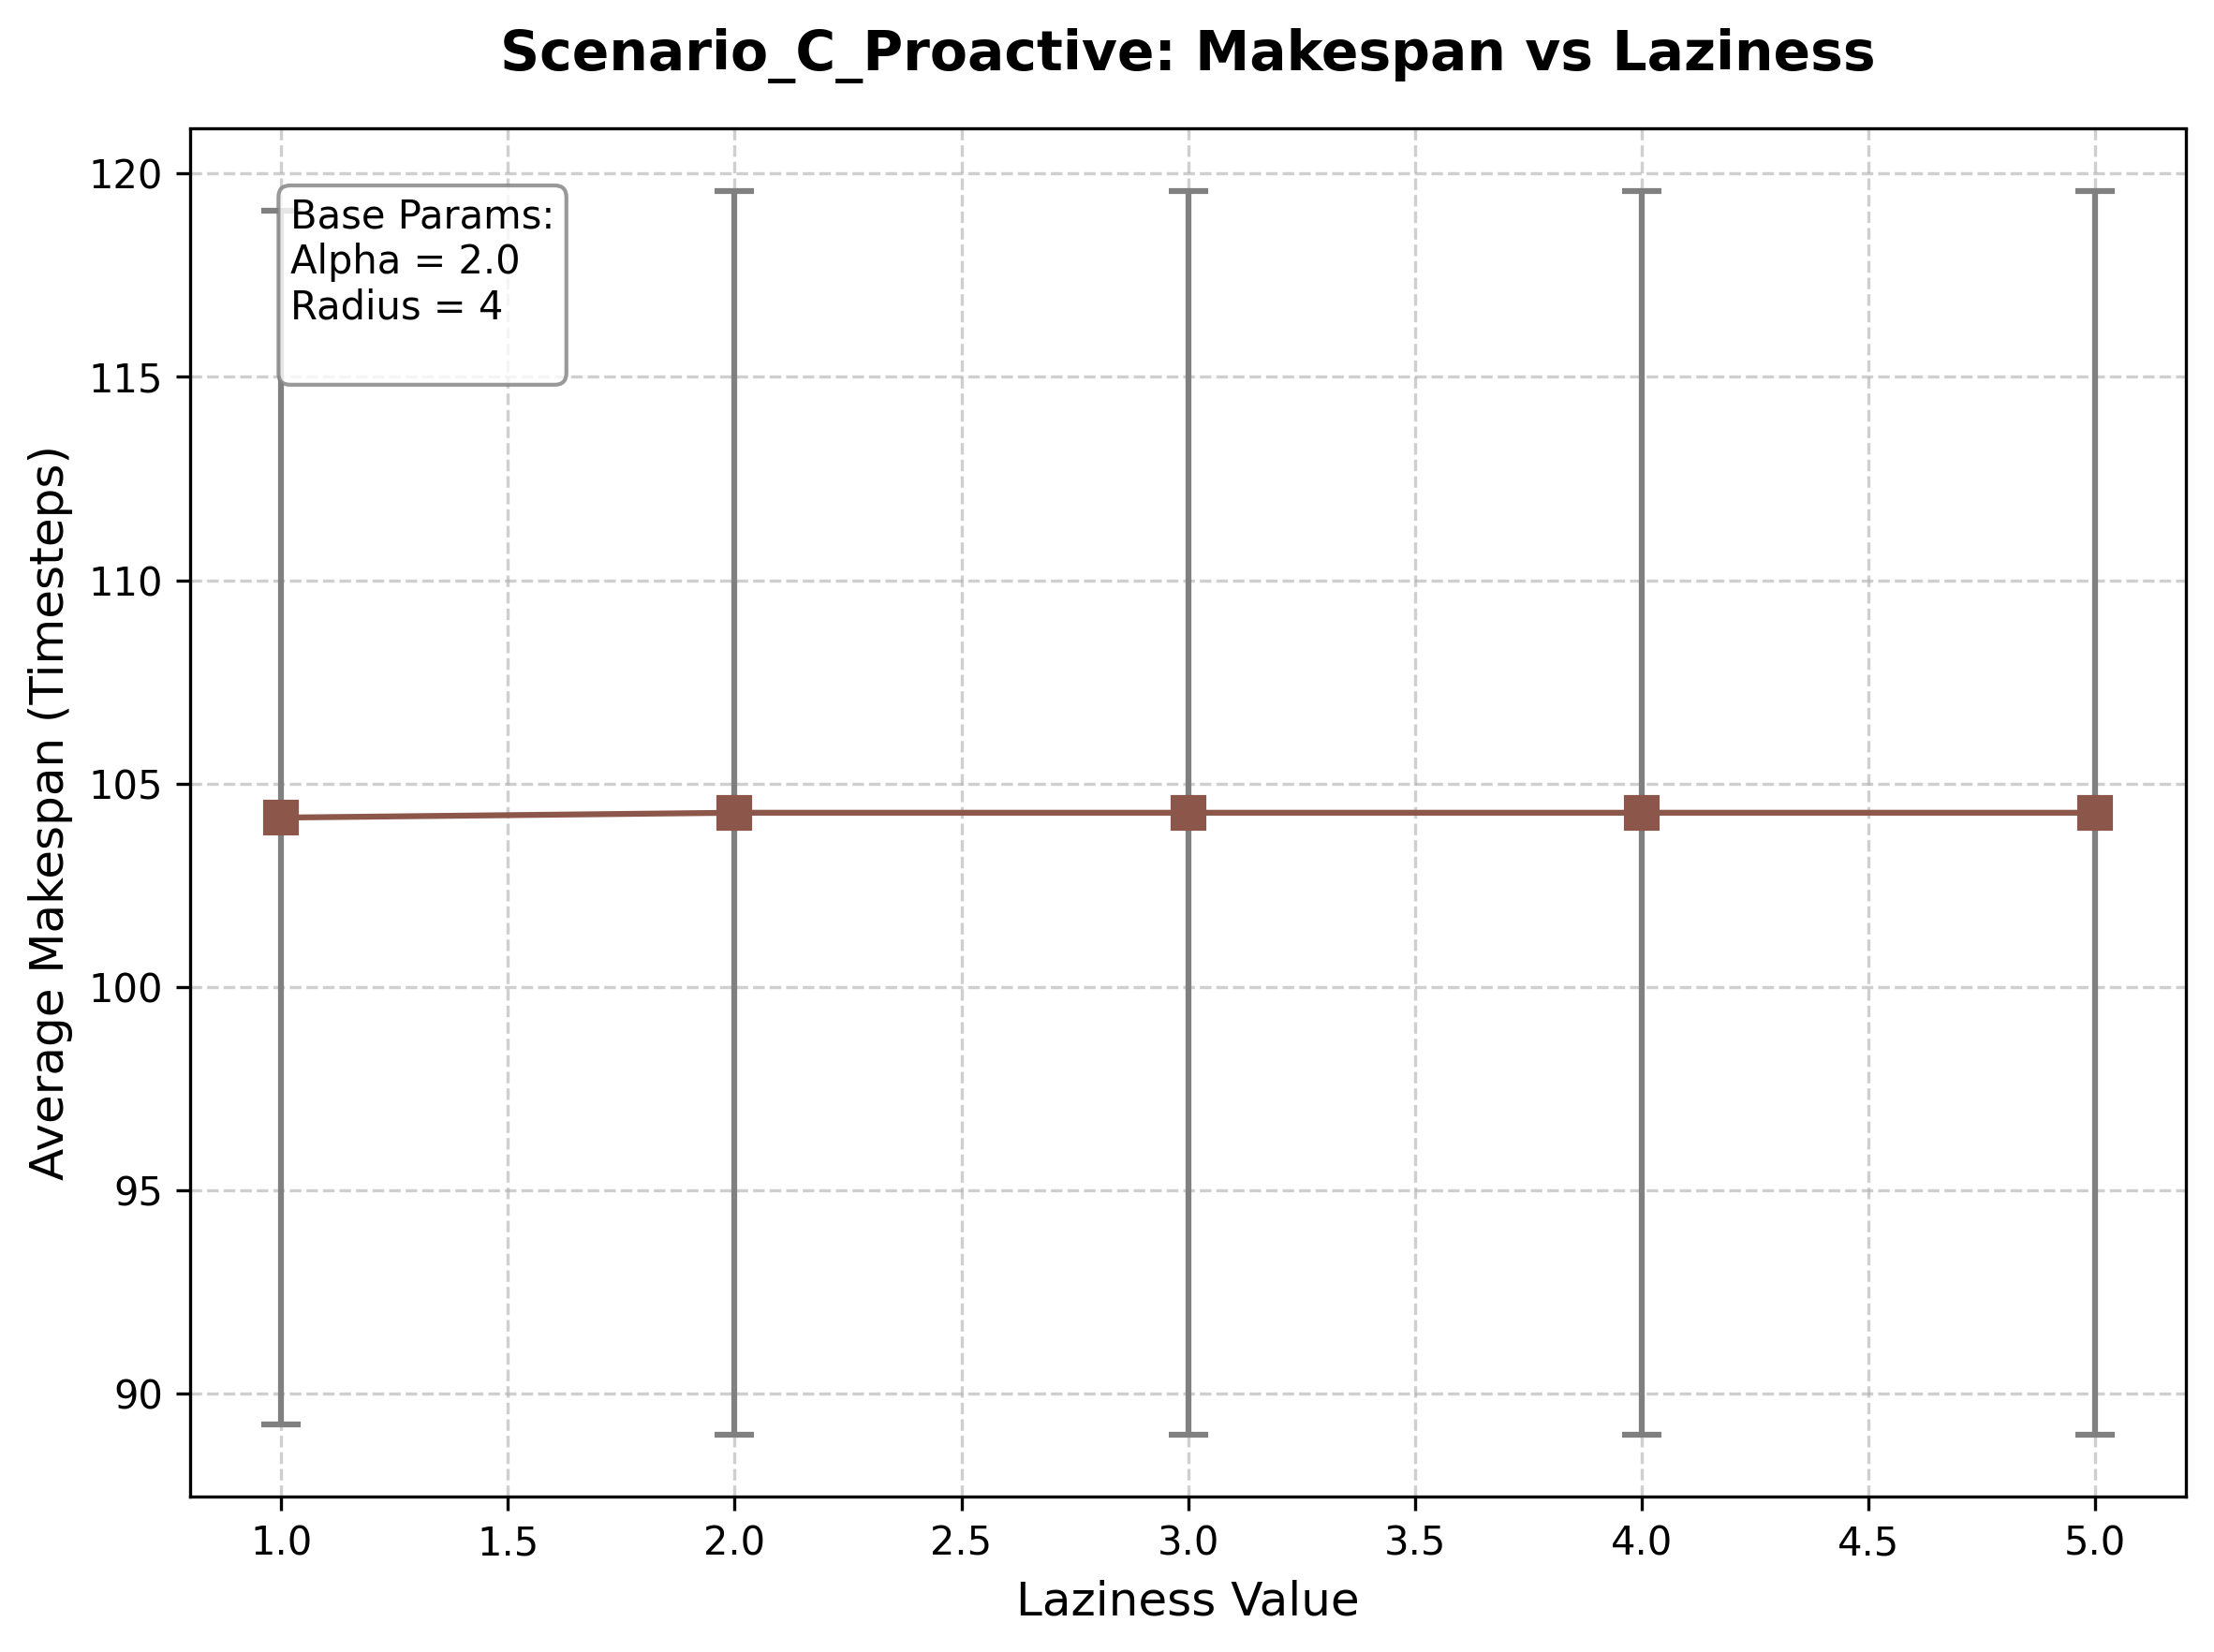 Scenario_C_Proactive: Makespan vs Laziness
120
115
110
105
100
95
90
Average Makespan (Timesteps)
Base Params:
Alpha = 2.0
Radius = 4
1.0 1.5 2.0 2.5 3.0 3.5 4.0 4.5 5.0
Laziness Value